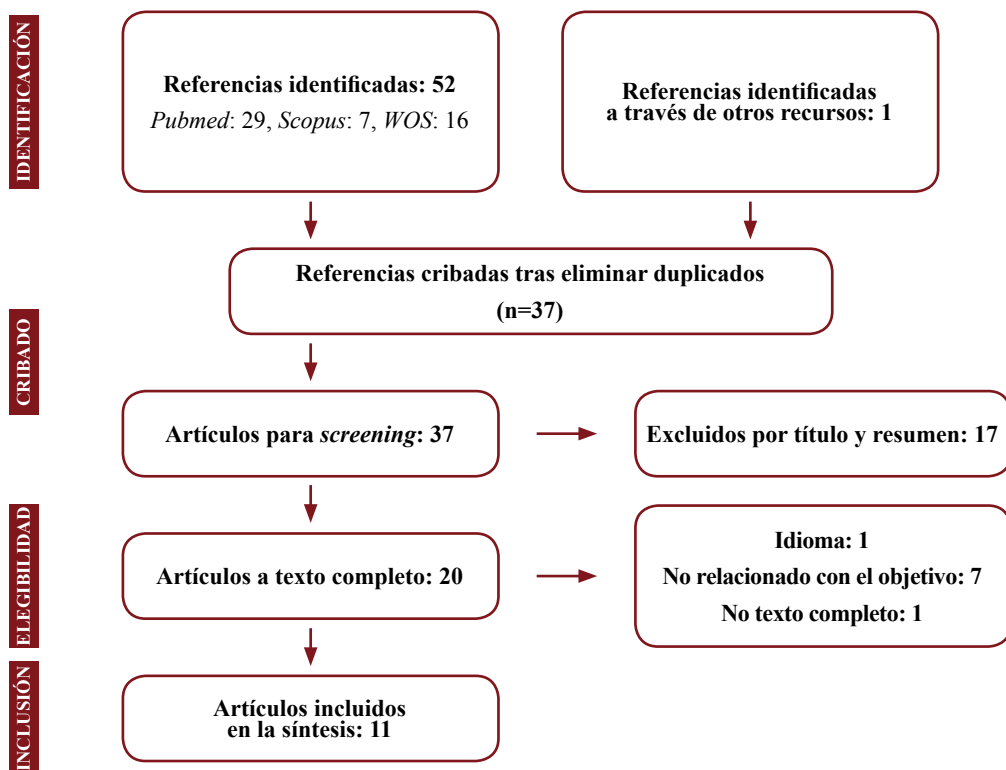 IDENTIFICACIÓN
Referencias identificadas: 52
Pubmed: 29, Scopus: 7, WOS: 16
Referencias identificadas
a través de otros recursos: 1
Referencias cribadas tras eliminar duplicados
(n=37)
CRIBADO
Artículos para screening: 37
Excluidos por título y resumen: 17
ELEGIBILIDAD
Artículos a texto completo: 20
Idioma: 1
No relacionado con el objetivo: 7
No texto completo: 1
INCLUSIÓN
Artículos incluidos
en la síntesis: 11